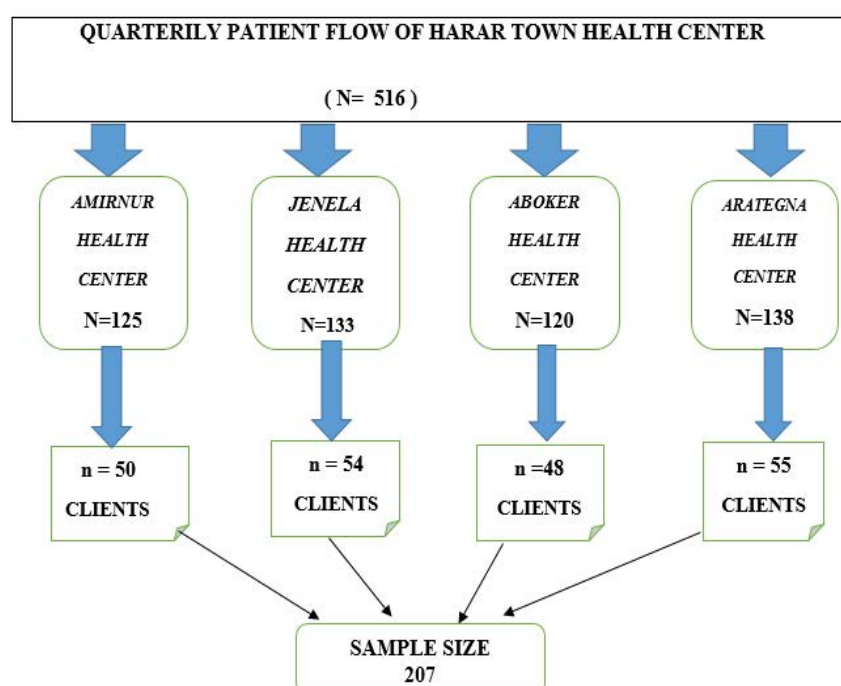 QUARTERILY PATIENT FLOW OF HARAR TOWN HEALTH CENTER
( N= 516 )
AMIRNUR
HEALTH
CENTER
N=125
JENELA
HEALTH
CENTER
N=133
ABOKER
HEALTH
CENTER
N=120
ARATEGNA
HEALTH
CENTER
N=138
n = 50
CLIENTS
n = 54
CLIENTS
n =48
CLIENTS
n = 55
CLIENTS
SAMPLE SIZE
207